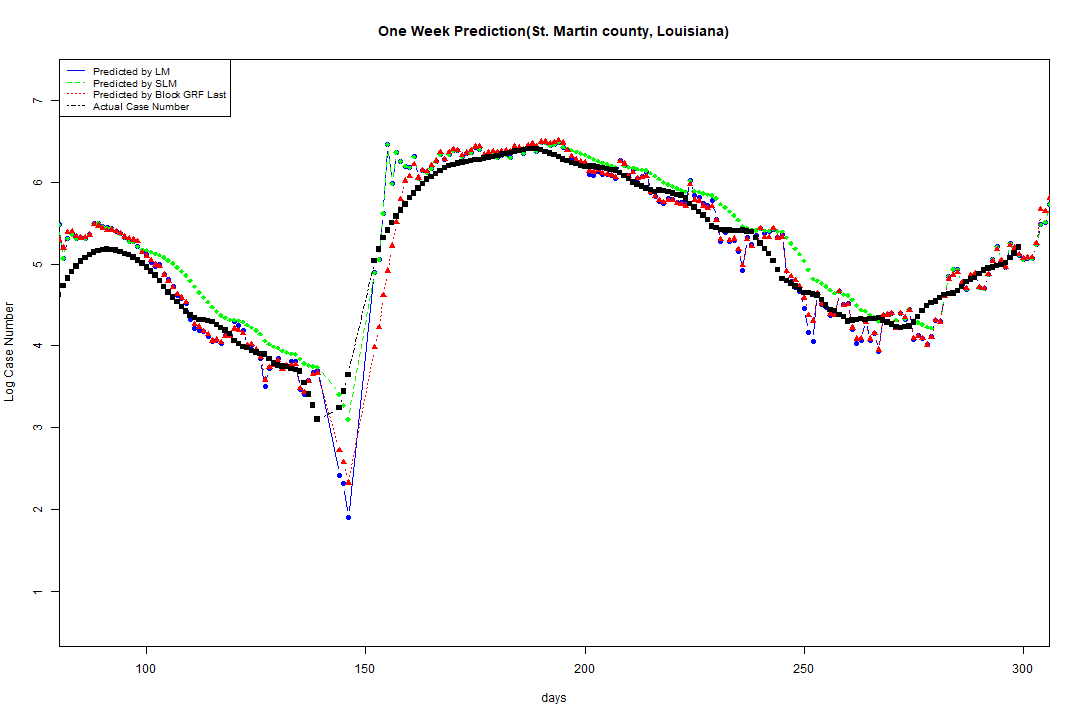 One Week Prediction(St. Martin county, Louisiana)
Predicted by LM
Predicted by SLM
Predicted by Block GRF Last
Actual Case Number
7
6
5
4
3
2
1
Log Case Number
100 150 200 250 300
days